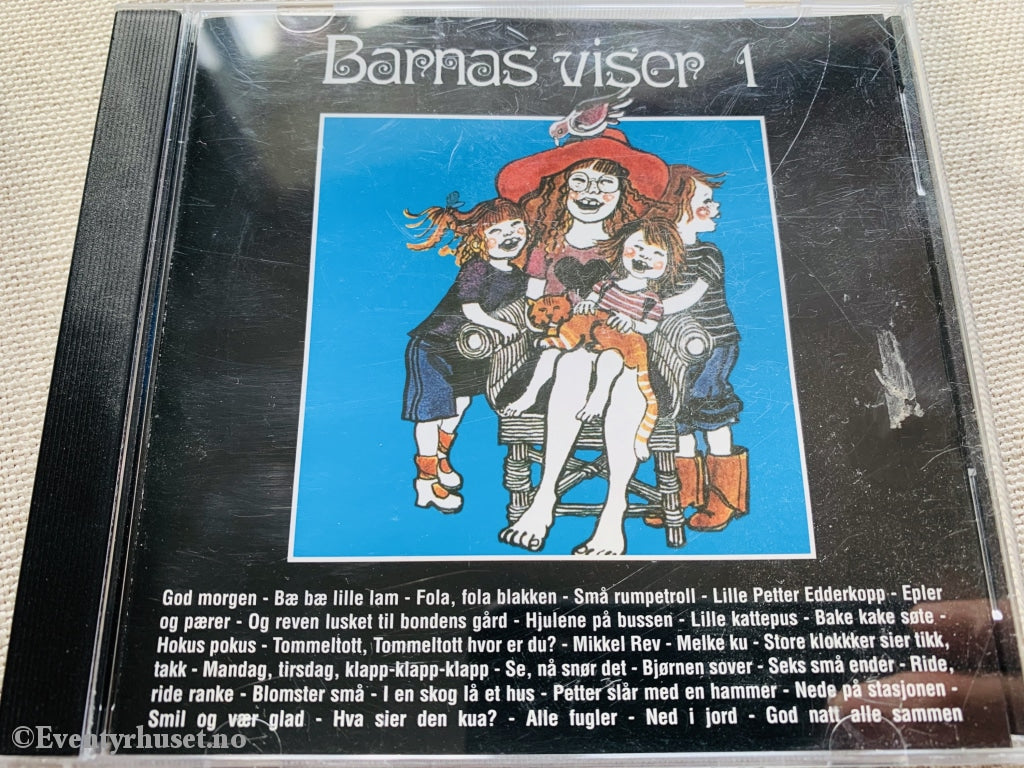 Barnas viser 1
God morgen - Bæ bæ lille lam - Fola, fola blakken - Små rumpetroll - Lille Petter Edderkopp - Epler
og pærer - Og reven lusket til bondens gård - Hjulene på bussen - Lille kattepus - Bake kake søte -
Hokus pokus - Tommeltott, Tommeltott hvor er du? - Mikkel Rev - Melke ku - Store klokkker sier tikk,
takk - Mandag, tirsdag, klapp-klapp-klapp - Se, nå snør det - Bjørnen sover - Seks små ender - Ride,
ride ranke - Blomster små - I en skog lå et hus - Petter slår med en hammer - Nede på stasjonen -
Smil og vær glad - Hva sier den kua? - Alle fugler - Ned i jord - God natt alle sammen
©Eventyrhuset.no